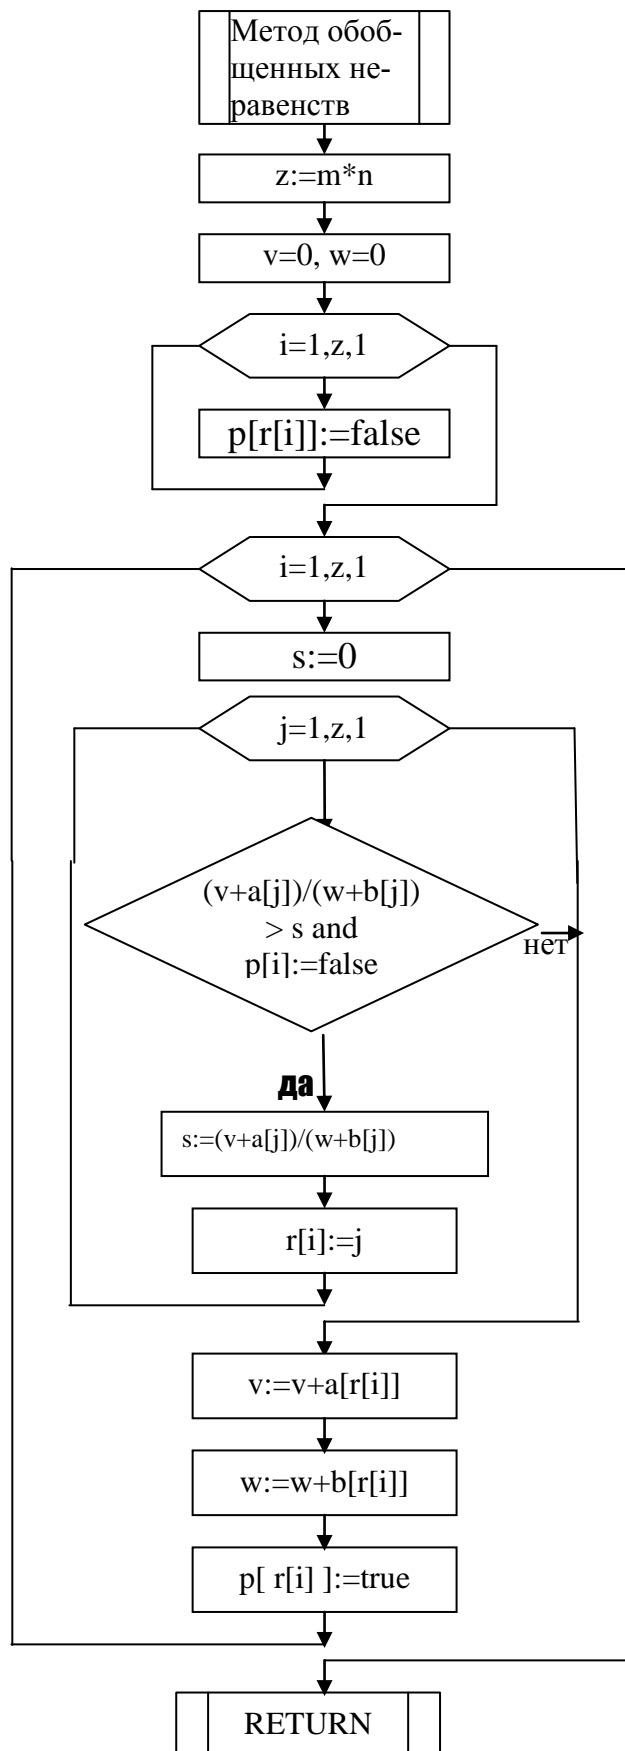 Метод обоб-
щенных не-
равенств
z:=m*n
v=0, w=0
i=1,z,1
p[r[i]]:=false
i=1,z,1
s:=0
j=1,z,1
(v+a[j])/(w+b[j])
> s and
p[i]:=false
нет
да
s:=(v+a[j])/(w+b[j])
r[i]:=j
v:=v+a[r[i]]
w:=w+b[r[i]]
p[ r[i] ]:=true
RETURN